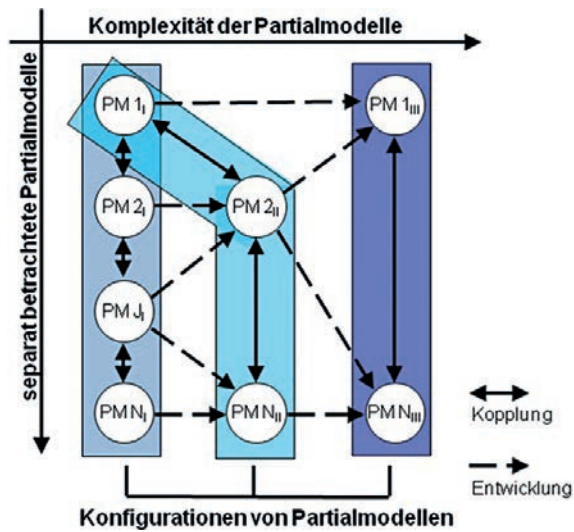 Komplexität der Partialmodelle
separat betrachtete Partialmodelle
PM 1I
PM 1III
PM 2I
PM 2II
PM JI
PM NI
PM NII
PM NIII
Kopplung
Entwicklung
Konfigurationen von Partialmodellen